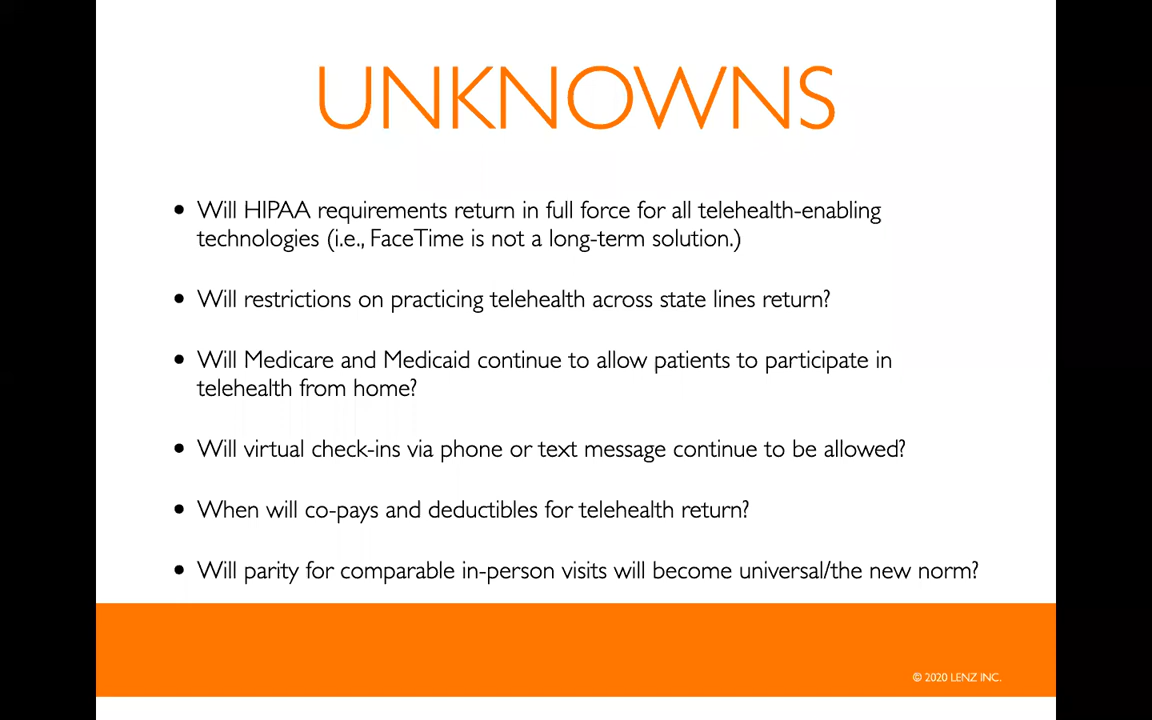 UNKNOWNS
• Will HIPAA requirements return in full force for all telehealth-enabling
technologies (i.e., FaceTime is not a long-term solution.)
• Will restrictions on practicing telehealth across state lines return?
• Will Medicare and Medicaid continue to allow patients to participate in
telehealth from home?
• Will virtual check-ins via phone or text message continue to be allowed?
• When will co-pays and deductibles for telehealth return?
• Will parity for comparable in-person visits will become universal/the new norm?
© 2020 LENZ INC.